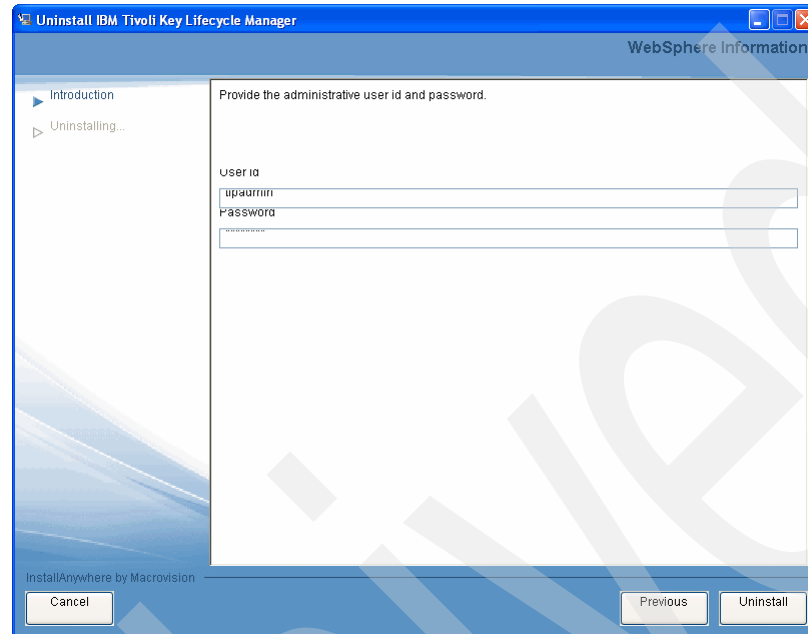 Uninstall IBM Tivoli Key Lifecycle Manager
WebSphere Information
Introduction
Uninstalling...
Provide the administrative user id and password.
User id
tipadmin
Password
********
InstallAnywhere by Macrovision
Cancel
Previous
Uninstall